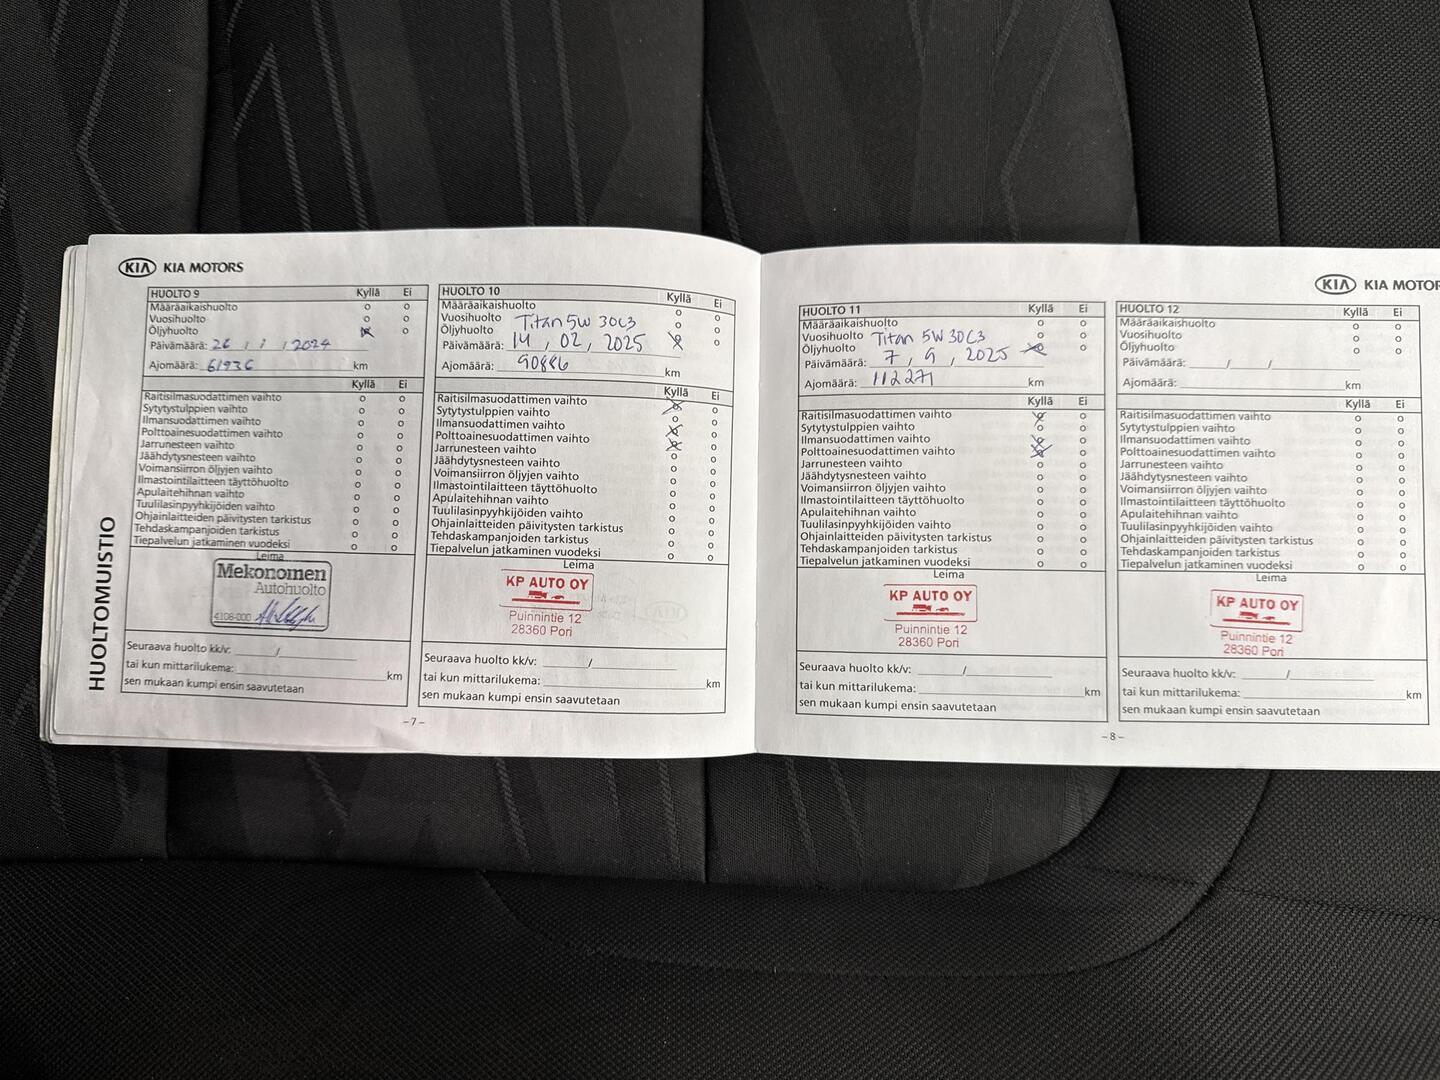 KIA KIA MOTORS
HUOLTOMUISTIO
HUOLTO 9 Kyllä Ei
Määräaikaishuolto o o
Vuosihuolto o o
Öljyhuolto o
Päivämäärä: 26 / 1 / 2024
Ajomäärä: 61936 km
Kyllä Ei
Raitisilmasuodattimen vaihto o o
Sytytystulppien vaihto o o
Ilmansuodattimen vaihto o o
Polttoainesuodattimen vaihto o o
Jarrunesteen vaihto o o
Jäähdytysnesteen vaihto o o
Voimansiirron öljyjen vaihto o o
Ilmastointilaitteen täyttöhuolto o o
Apulaitehihnan vaihto o o
Tuulilasinpyyhkijöiden vaihto o o
Ohjainlaitteiden päivitysten tarkistus o o
Tehdaskampanjoiden tarkistus o o
Tiepalvelun jatkaminen vuodeksi o o
Leima
Mekonomen
Autohuolto
4108-000
Seuraava huolto kk/v: /
tai kun mittarilukema: km
sen mukaan kumpi ensin saavutetaan
HUOLTO 10 Kyllä Ei
Määräaikaishuolto o o
Vuosihuolto Titan 5W 30C3 o o
Öljyhuolto o
Päivämäärä: 14, 02, 2025
Ajomäärä: 90886 km
Kyllä Ei
Raitisilmasuodattimen vaihto o
Sytytystulppien vaihto o o
Ilmansuodattimen vaihto o
Polttoainesuodattimen vaihto o
Jarrunesteen vaihto o o
Jäähdytysnesteen vaihto o o
Voimansiirron öljyjen vaihto o o
Ilmastointilaitteen täyttöhuolto o o
Apulaitehihnan vaihto o o
Tuulilasinpyyhkijöiden vaihto o o
Ohjainlaitteiden päivitysten tarkistus o o
Tehdaskampanjoiden tarkistus o o
Tiepalvelun jatkaminen vuodeksi o o
Leima
KP AUTO OY
Puinnintie 12
28360 Pori
Seuraava huolto kk/v: /
tai kun mittarilukema: km
sen mukaan kumpi ensin saavutetaan
– 7 –
KIA KIA MOTOR
HUOLTO 11 Kyllä Ei
Määräaikaishuolto o o
Vuosihuolto Titan 5W 30C3 o o
Öljyhuolto o
Päivämäärä: 7, 9, 2025
Ajomäärä: 112271 km
Kyllä Ei
Raitisilmasuodattimen vaihto o
Sytytystulppien vaihto o o
Ilmansuodattimen vaihto o
Polttoainesuodattimen vaihto o
Jarrunesteen vaihto o o
Jäähdytysnesteen vaihto o o
Voimansiirron öljyjen vaihto o o
Ilmastointilaitteen täyttöhuolto o o
Apulaitehihnan vaihto o o
Tuulilasinpyyhkijöiden vaihto o o
Ohjainlaitteiden päivitysten tarkistus o o
Tehdaskampanjoiden tarkistus o o
Tiepalvelun jatkaminen vuodeksi o o
Leima
KP AUTO OY
Puinnintie 12
28360 Pori
Seuraava huolto kk/v: /
tai kun mittarilukema: km
sen mukaan kumpi ensin saavutetaan
HUOLTO 12 Kyllä Ei
Määräaikaishuolto o o
Vuosihuolto o o
Öljyhuolto o o
Päivämäärä: / /
Ajomäärä: km
Kyllä Ei
Raitisilmasuodattimen vaihto o o
Sytytystulppien vaihto o o
Ilmansuodattimen vaihto o o
Polttoainesuodattimen vaihto o o
Jarrunesteen vaihto o o
Jäähdytysnesteen vaihto o o
Voimansiirron öljyjen vaihto o o
Ilmastointilaitteen täyttöhuolto o o
Apulaitehihnan vaihto o o
Tuulilasinpyyhkijöiden vaihto o o
Ohjainlaitteiden päivitysten tarkistus o o
Tehdaskampanjoiden tarkistus o o
Tiepalvelun jatkaminen vuodeksi o o
Leima
KP AUTO OY
Puinnintie 12
28360 Pori
Seuraava huolto kk/v: /
tai kun mittarilukema: km
sen mukaan kumpi ensin saavutetaan
– 8 –